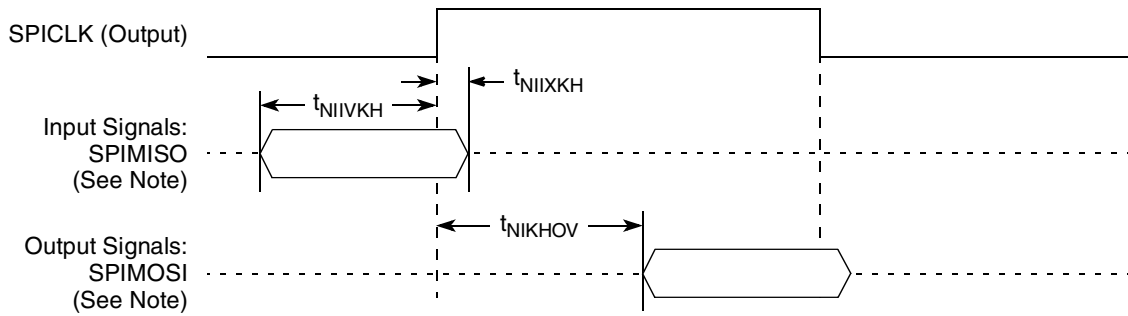 SPICLK (Output)
tNIIXKH
tNIIVKH
Input Signals:
SPIMISO
(See Note)
tNIKHOV
Output Signals:
SPIMOSI
(See Note)